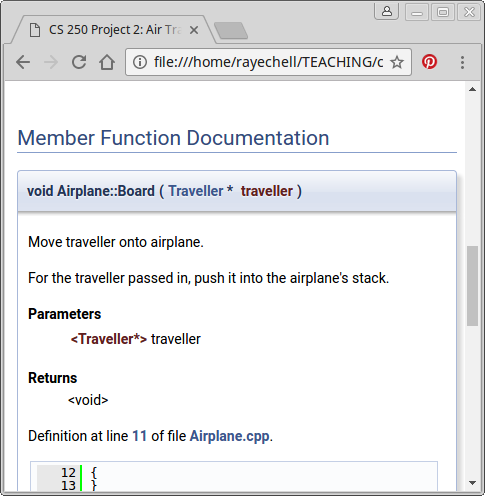 CS 250 Project 2: Air Tra
file:///home/rayechell/TEACHING/c
Member Function Documentation
void Airplane::Board ( Traveller * traveller )
Move traveller onto airplane.
For the traveller passed in, push it into the airplane's stack.
Parameters
<Traveller*> traveller
Returns
<void>
Definition at line 11 of file Airplane.cpp.
12 {
13 }